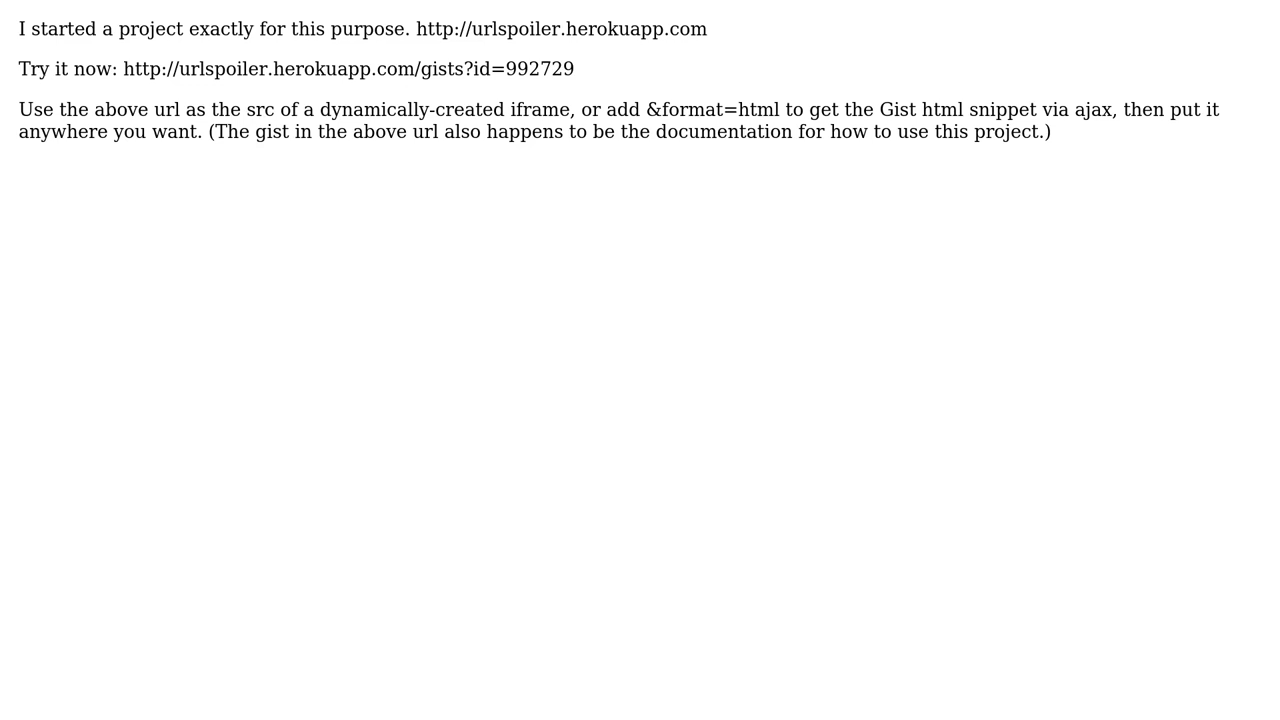 I started a project exactly for this purpose. http://urlspoiler.herokuapp.com
Try it now: http://urlspoiler.herokuapp.com/gists?id=992729
Use the above url as the src of a dynamically-created iframe, or add &format=html to get the Gist html snippet via ajax, then put it
anywhere you want. (The gist in the above url also happens to be the documentation for how to use this project.)